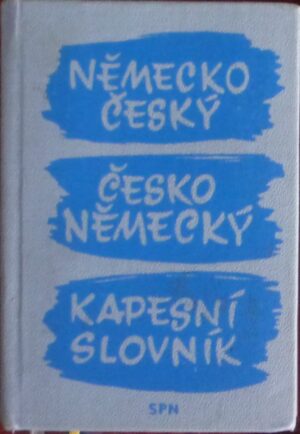 NĚMECKO
ČESKÝ
ČESKO
NĚMECKÝ
KAPESNÍ
SLOVNÍK
SPN